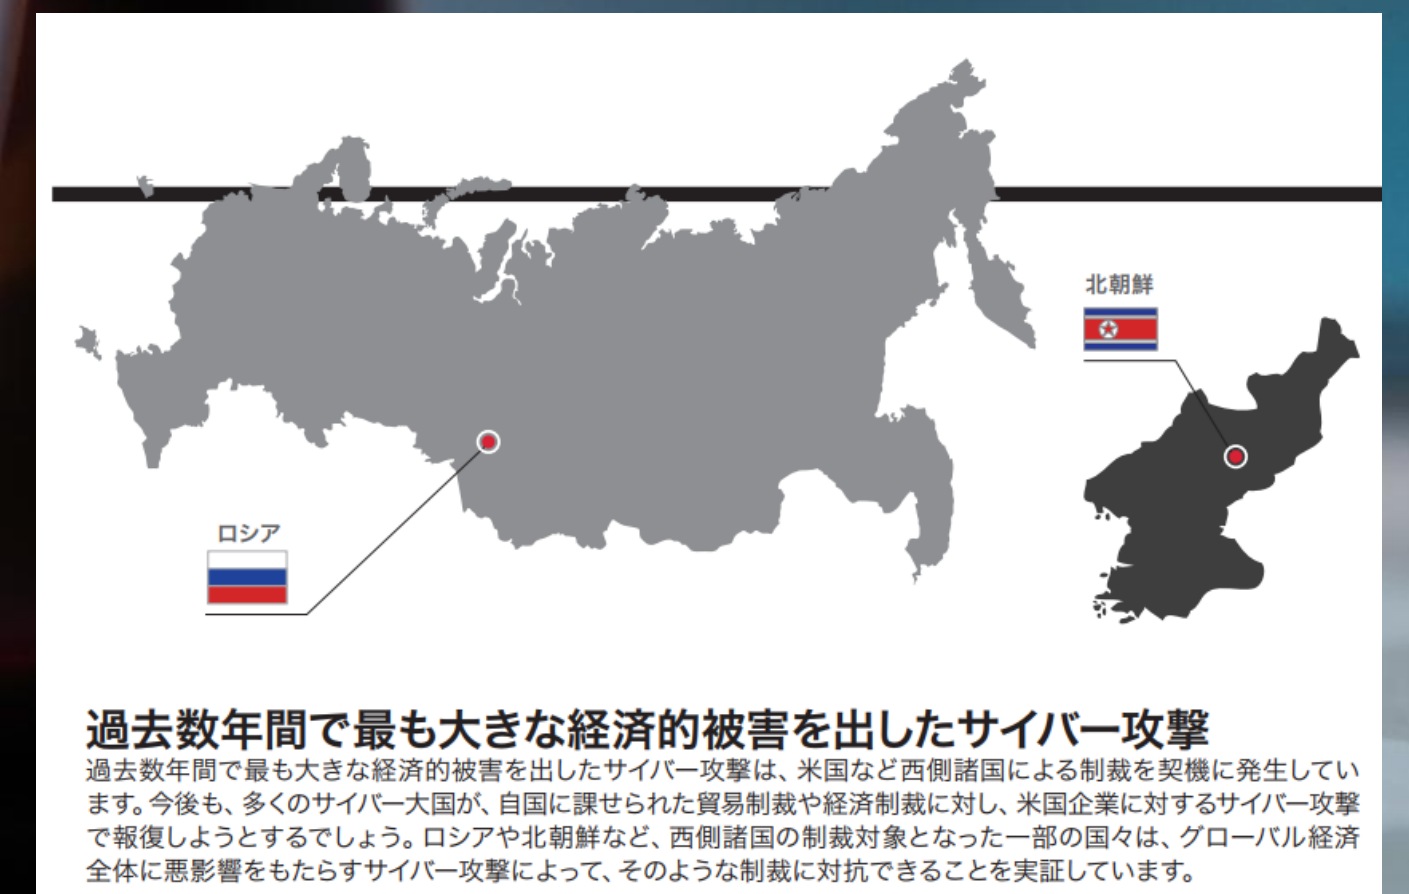 北朝鮮
ロシア
過去数年間で最も大きな経済的被害を出したサイバー攻撃
過去数年間で最も大きな経済的被害を出したサイバー攻撃は、米国など西側諸国による制裁を契機に発生してい
ます。今後も、多くのサイバー大国が、自国に課せられた貿易制裁や経済制裁に対し、米国企業に対するサイバー攻撃
で報復しようとするでしょう。ロシアや北朝鮮など、西側諸国の制裁対象となった一部の国々は、グローバル経済
全体に悪影響をもたらすサイバー攻撃によって、そのような制裁に対抗できることを実証しています。